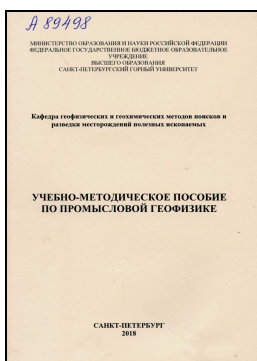 А 89498
МИНИСТЕРСТВО ОБРАЗОВАНИЯ И НАУКИ РОССИЙСКОЙ ФЕДЕРАЦИИ
ФЕДЕРАЛЬНОЕ ГОСУДАРСТВЕННОЕ БЮДЖЕТНОЕ ОБРАЗОВАТЕЛЬНОЕ
УЧРЕЖДЕНИЕ
ВЫСШЕГО ОБРАЗОВАНИЯ
САНКТ-ПЕТЕРБУРГСКИЙ ГОРНЫЙ УНИВЕРСИТЕТ
Кафедра геофизических и геохимических методов поисков и
разведки месторождений полезных ископаемых
УЧЕБНО-МЕТОДИЧЕСКОЕ ПОСОБИЕ
ПО ПРОМЫСЛОВОЙ ГЕОФИЗИКЕ
САНКТ-ПЕТЕРБУРГ
2018